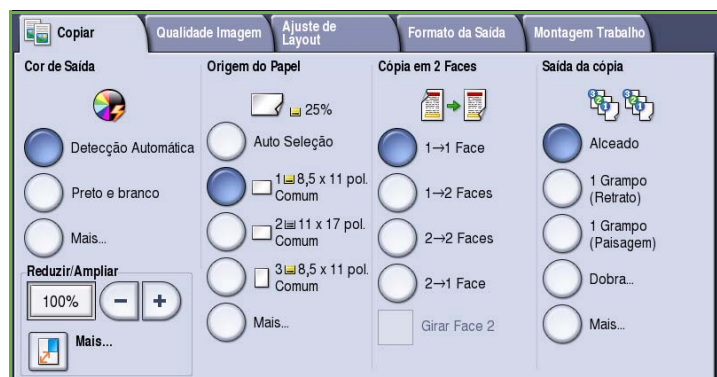 Copiar
Qualidade Imagem
Ajuste de
Layout
Formato da Saída
Montagem Trabalho
Cor de Saída
Detecção Automática
Preto e branco
Mais...
Reduzir/Ampliar
100%
Mais...
Origem do Papel
25%
Auto Seleção
1 8,5 x 11 pol.
Comum
2 11 x 17 pol.
Comum
3 8,5 x 11 pol.
Comum
Mais...
Cópia em 2 Faces
1→1 Face
1→2 Faces
2→2 Faces
2→1 Face
Girar Face 2
Saída da cópia
Alceado
1 Grampo
(Retrato)
1 Grampo
(Paisagem)
Dobra...
Mais...